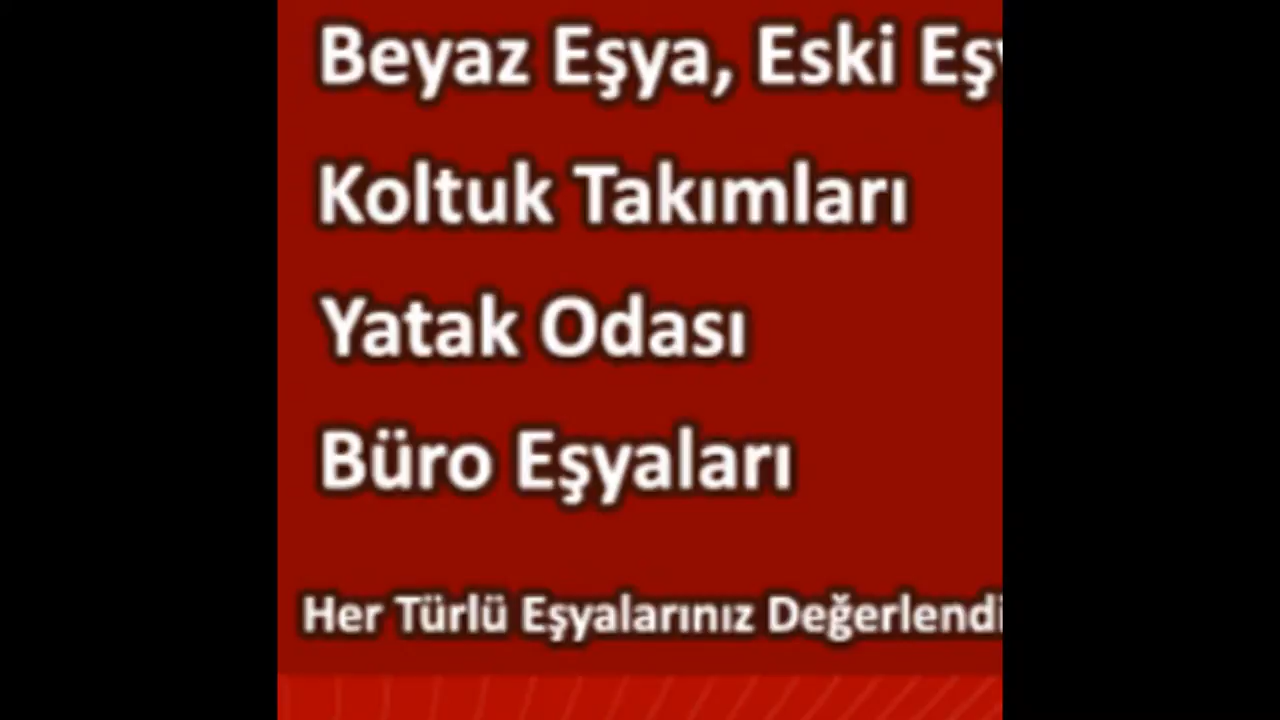 Beyaz Eşya, Eski
Koltuk Takımları
Yatak Odası
Büro Eşyaları
Her Türlü Eşyalarınız